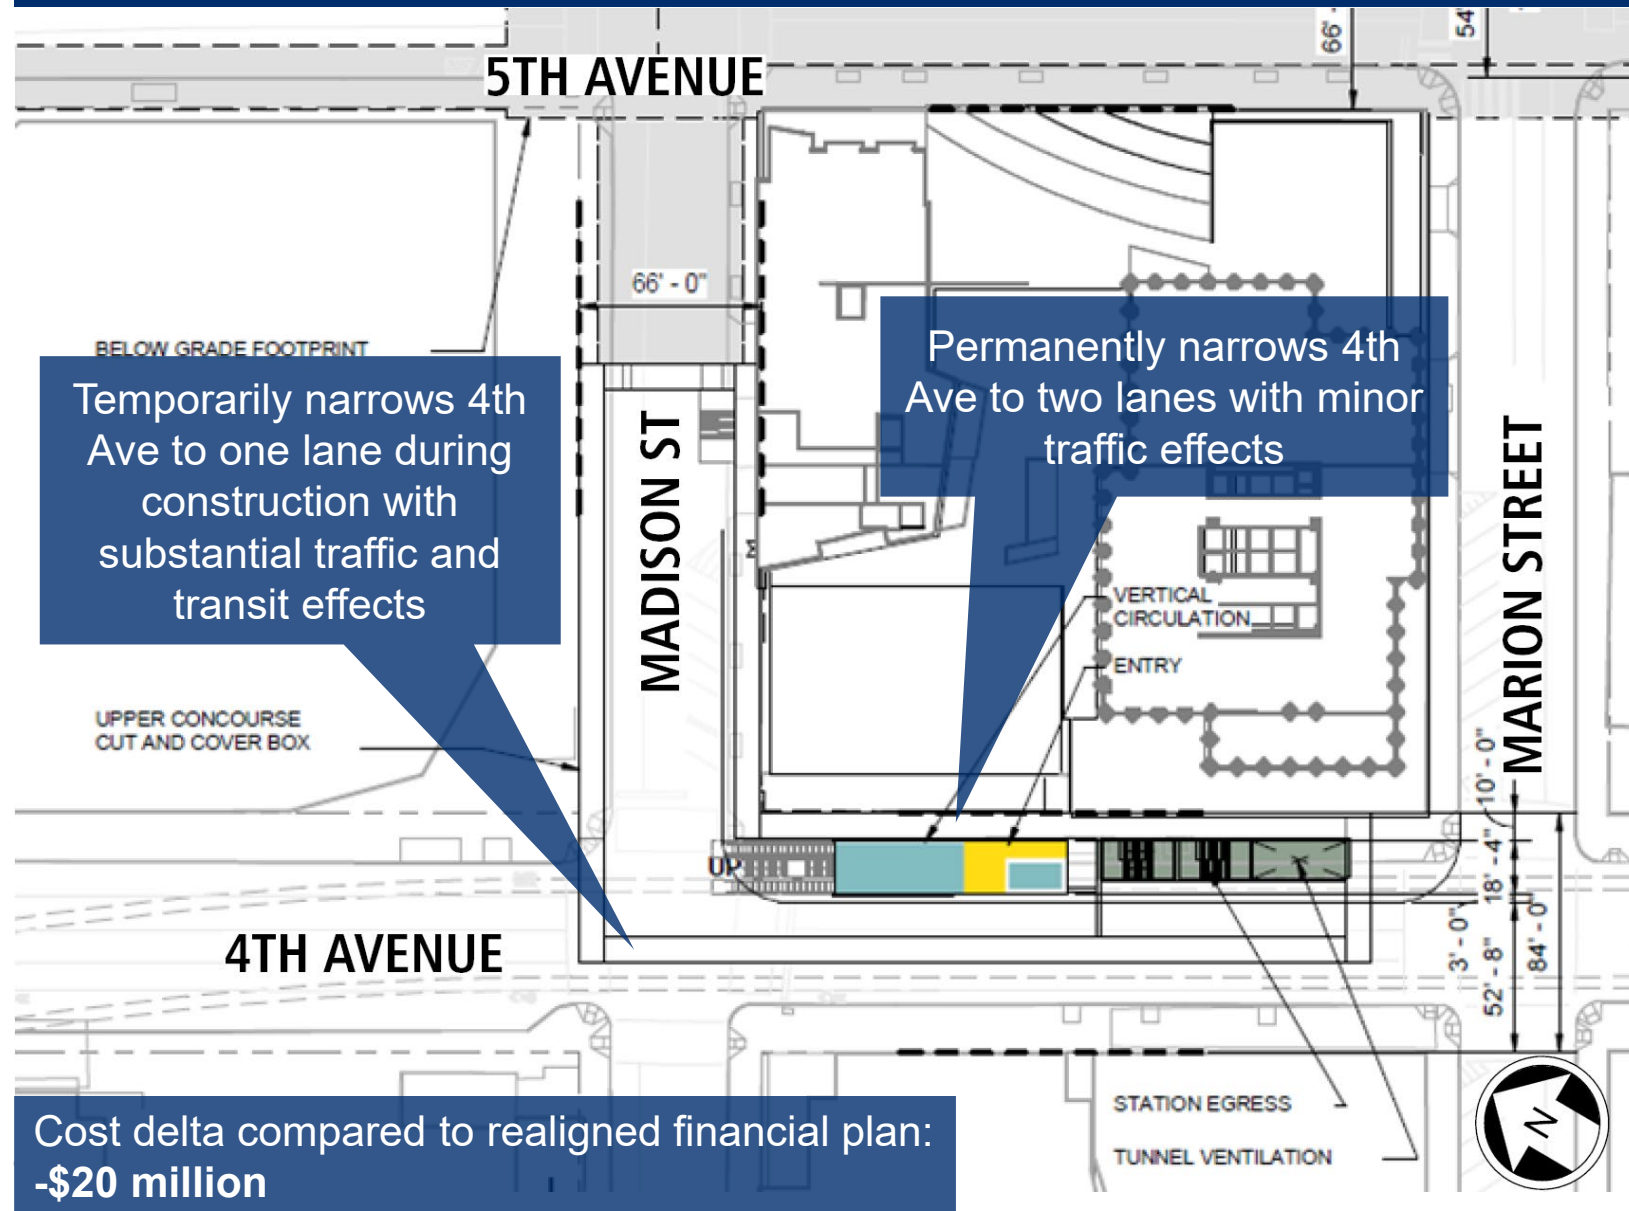 66'
54'
5TH AVENUE
66' - 0"
BELOW GRADE FOOTPRINT
Temporarily narrows 4th
Ave to one lane during
construction with
substantial traffic and
transit effects
Permanently narrows 4th
Ave to two lanes with minor
traffic effects
MADISON ST
MARION STREET
VERTICAL
CIRCULATION
ENTRY
UPPER CONCOURSE
CUT AND COVER BOX
10' - 0"
18' - 4"
3' - 0"
52' - 8"
84' - 0"
UP
4TH AVENUE
STATION EGRESS
TUNNEL VENTILATION
N
Cost delta compared to realigned financial plan:
-$20 million